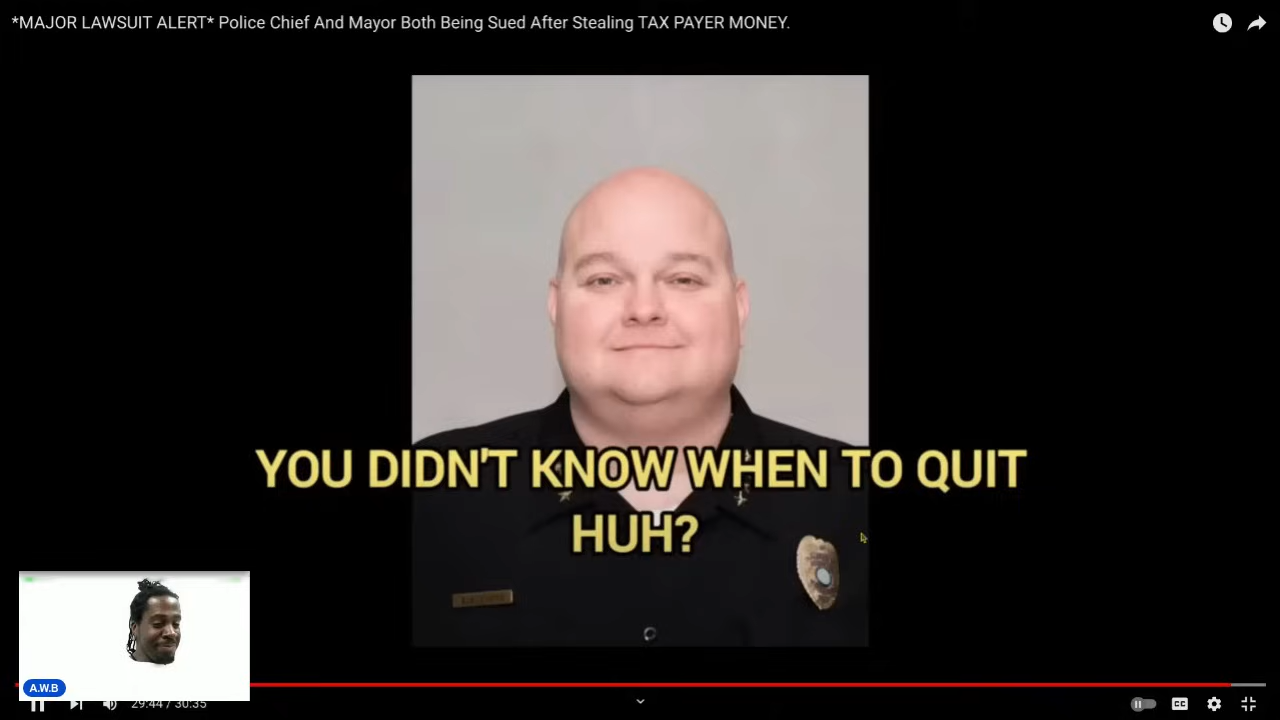 *MAJOR LAWSUIT ALERT* Police Chief And Mayor Both Being Sued After Stealing TAX PAYER MONEY.
YOU DIDN'T KNOW WHEN TO QUIT
HUH?
A.W.B
29:44 / 30:35
CC